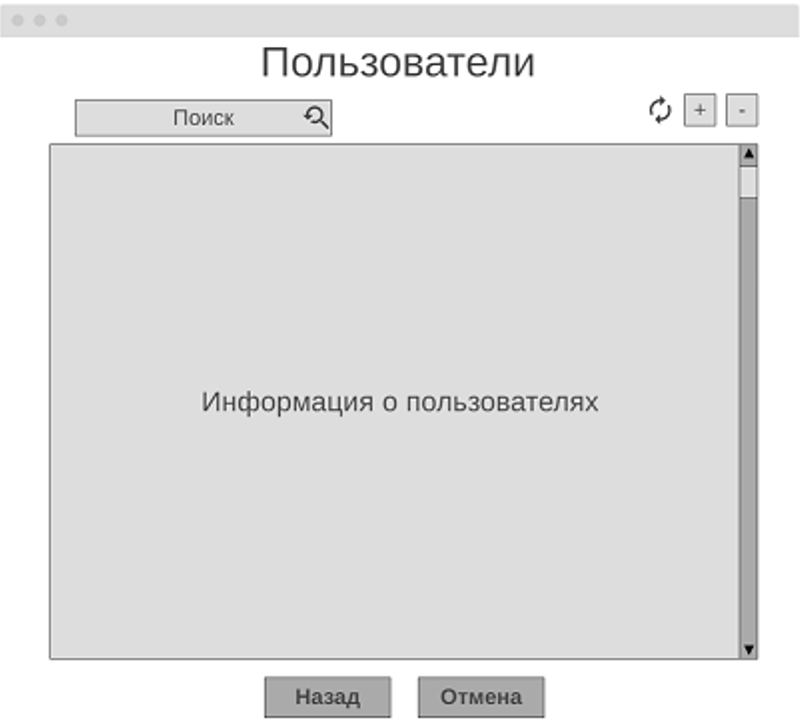 Пользователи
Поиск
+
-
Информация о пользователях
Назад
Отмена